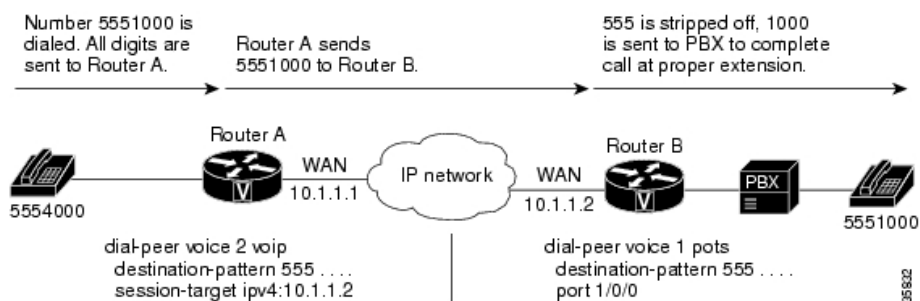 Number 5551000 is
dialed. All digits are
sent to Router A.
Router A sends
5551000 to Router B.
555 is stripped off, 1000
is sent to PBX to complete
call at proper extension.
Router A
V
WAN
10.1.1.1
IP network
WAN
10.1.1.2
Router B
V
PBX
5554000
5551000
dial-peer voice 2 voip
destination-pattern 555 . . . .
session-target ipv4:10.1.1.2
dial-peer voice 1 pots
destination-pattern 555 . . . .
port 1/0/0